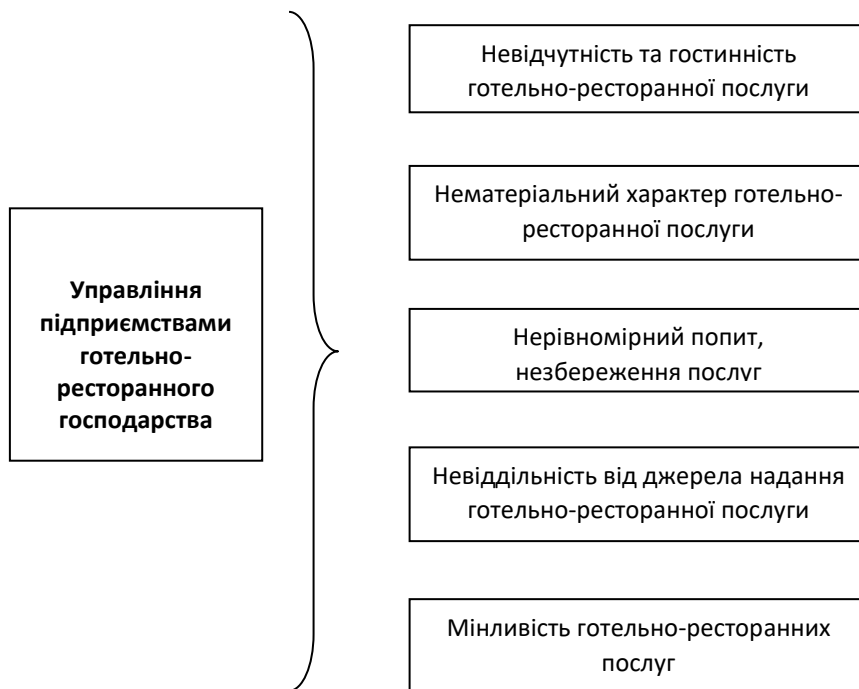 Невідчутність та гостинність
готельно-ресторанної послуги
Нематеріальний характер готельно-
ресторанної послуги
Управління
підприємствами
готельно-
ресторанного
господарства
Нерівномірний попит,
незбереження послуг
Невіддільність від джерела надання
готельно-ресторанної послуги
Мінливість готельно-ресторанних
послуг